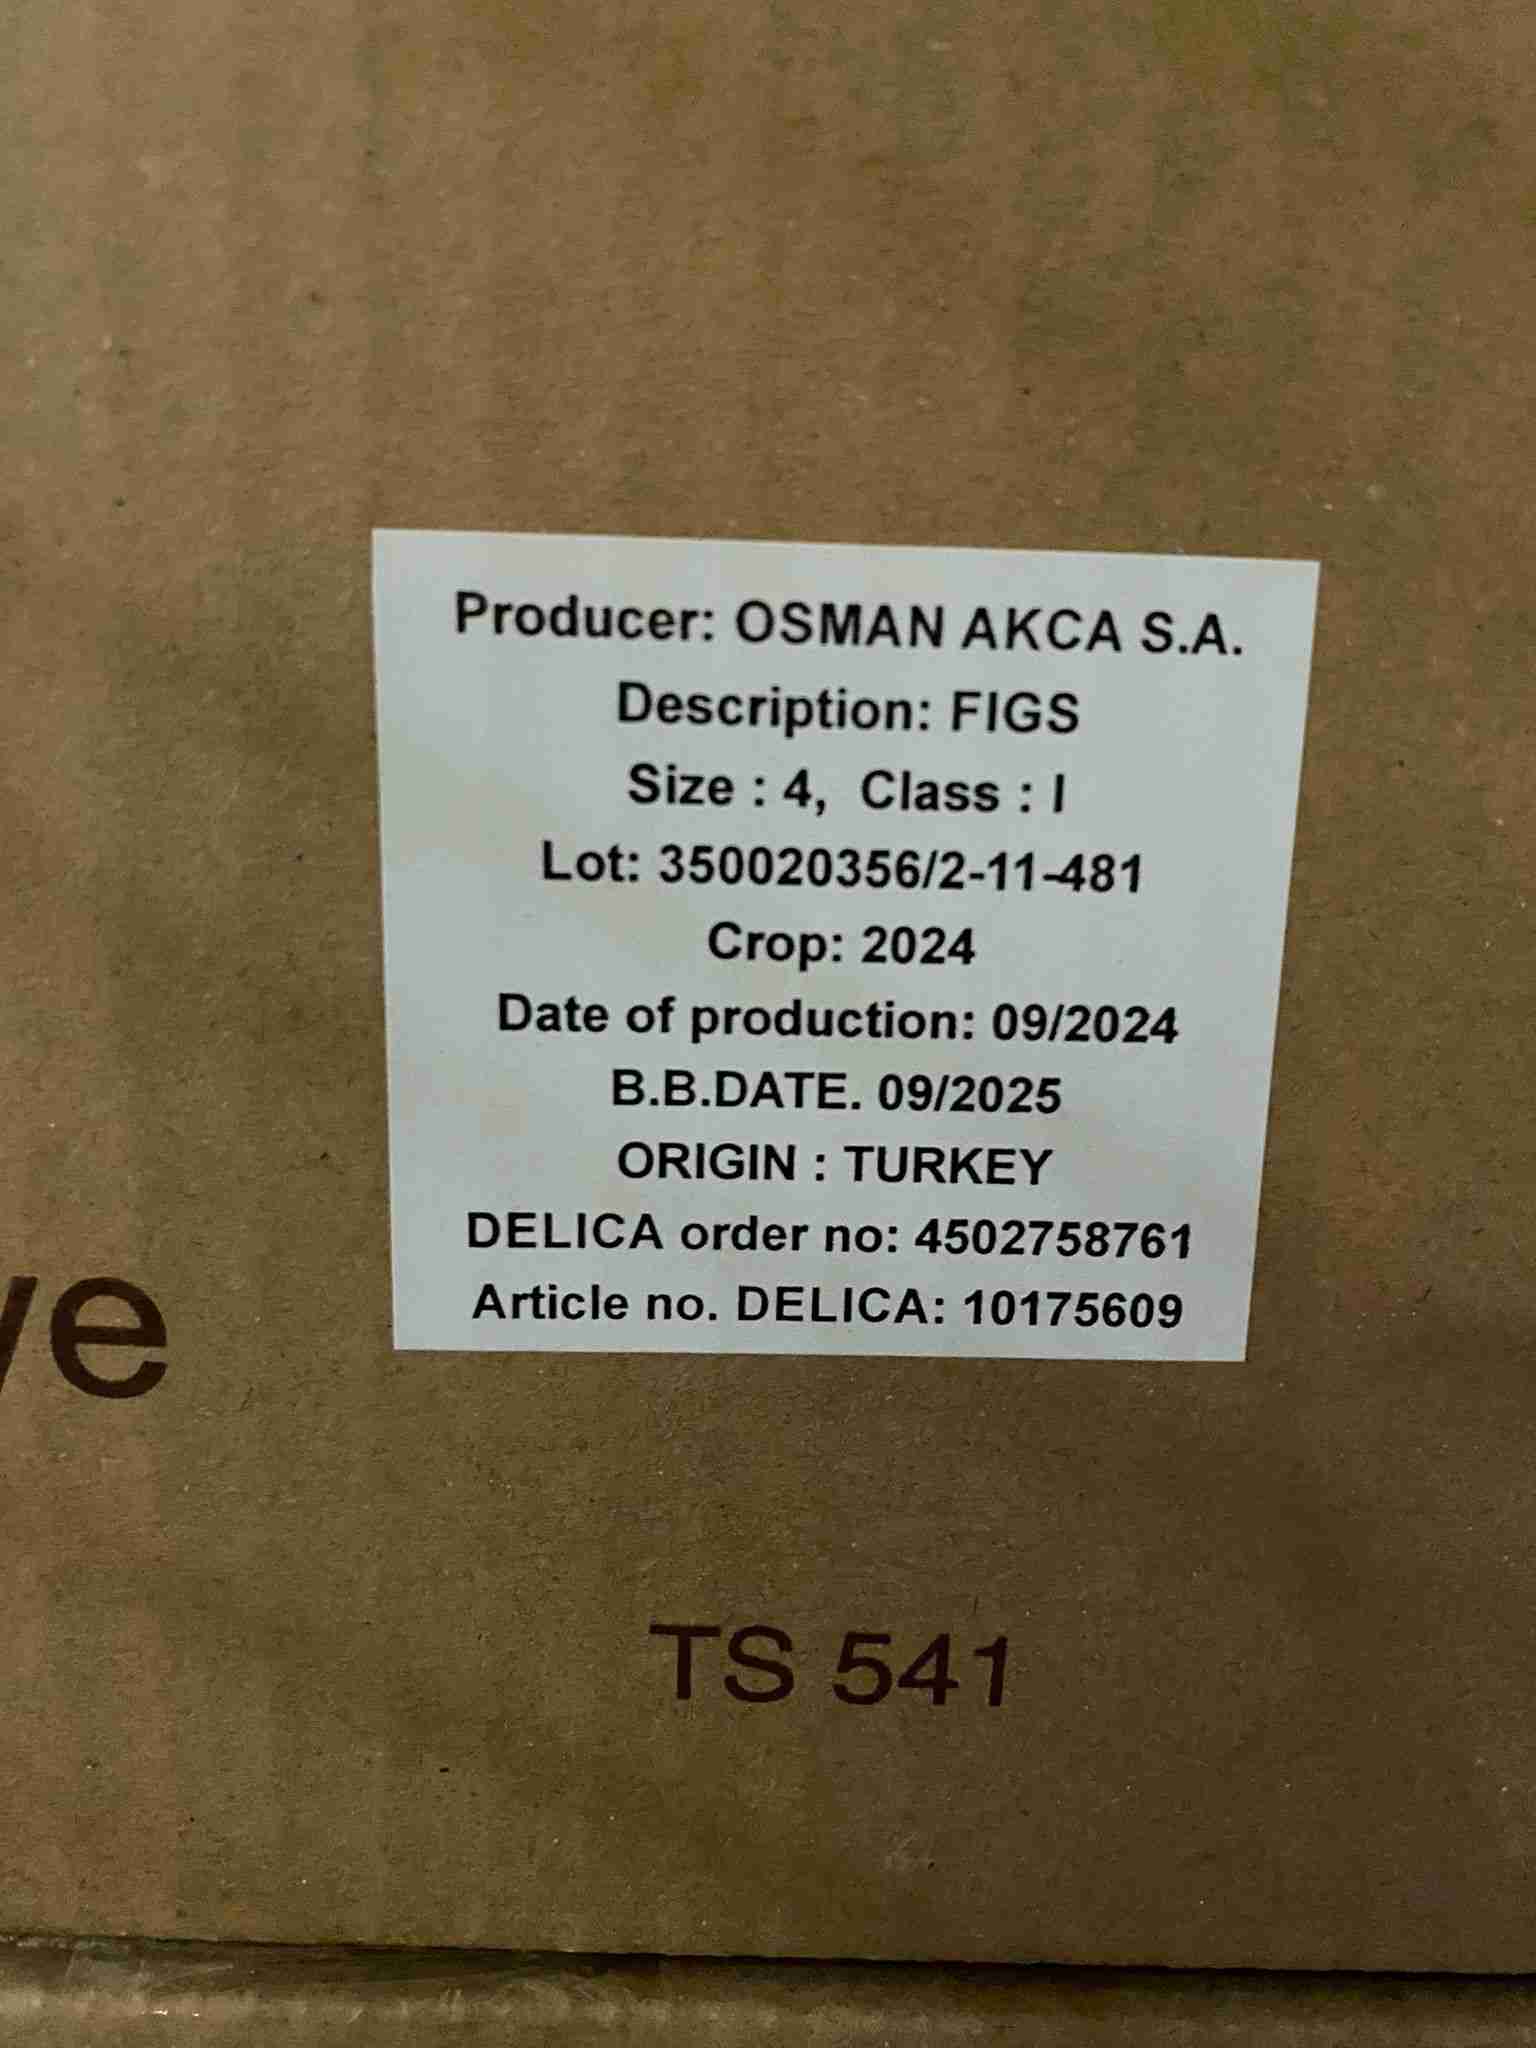 Producer: OSMAN AKCA S.A.
Description: FIGS
Size : 4, Class : I
Lot: 350020356/2-11-481
Crop: 2024
Date of production: 09/2024
B.B.DATE. 09/2025
ORIGIN : TURKEY
DELICA order no: 4502758761
Article no. DELICA: 10175609
TS 541